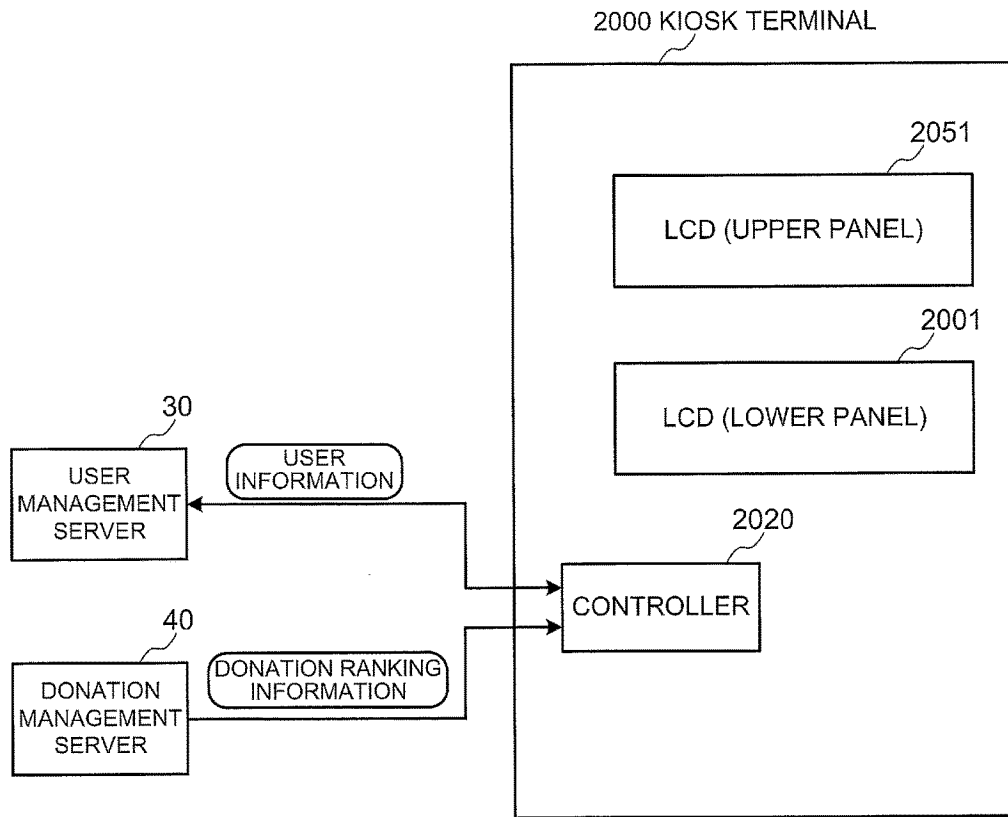 2000 KIOSK TERMINAL
2051
LCD (UPPER PANEL)
2001
LCD (LOWER PANEL)
30
USER
MANAGEMENT
SERVER
USER
INFORMATION
2020
CONTROLLER
40
DONATION
MANAGEMENT
SERVER
DONATION RANKING
INFORMATION